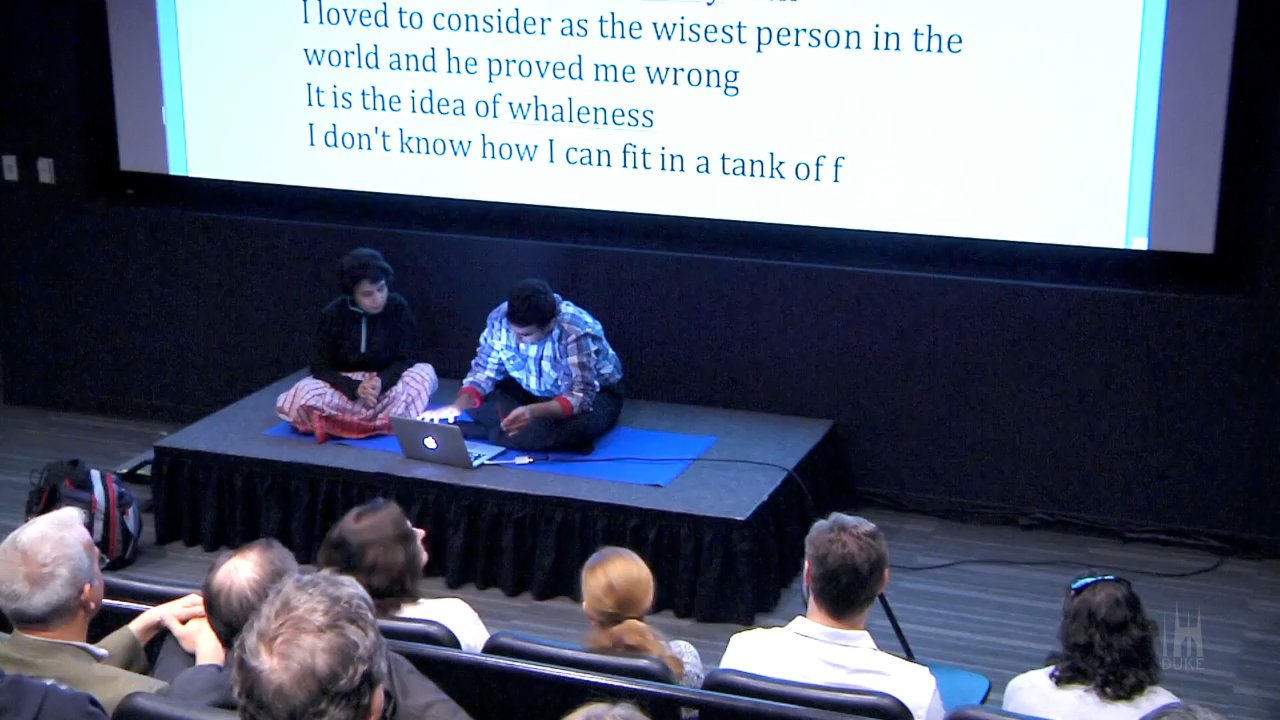 I loved to consider as the wisest person in the
world and he proved me wrong
It is the idea of whaleness
I don't know how I can fit in a tank of f
DUKE